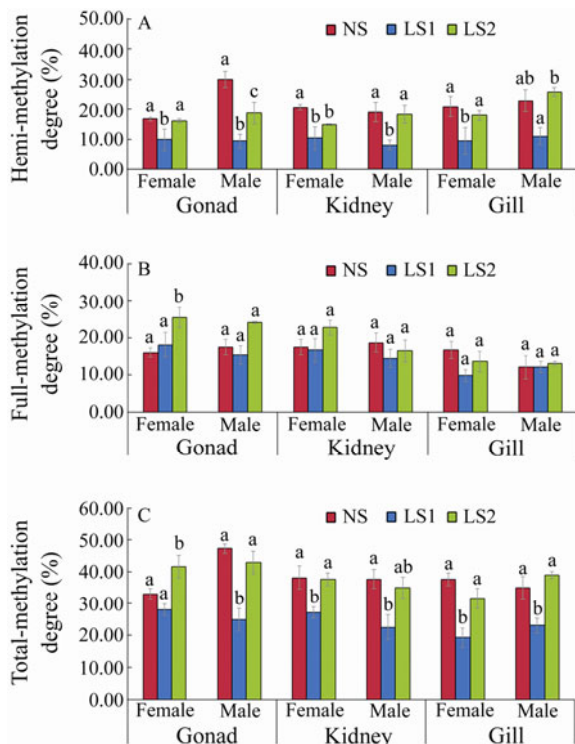 A
NS LS1 LS2
Hemi-methylation degree (%)
50.00
40.00
30.00
20.00
10.00
0.00
a b a
a b c
a b b
a b a
a b a
ab a b
Female Male Female Male Female Male
Gonad Kidney Gill
B
NS LS1 LS2
Full-methylation degree (%)
40.00
30.00
20.00
10.00
0.00
a a b
a a a
a a a
a a a
a a a
a a a
Female Male Female Male Female Male
Gonad Kidney Gill
C
NS LS1 LS2
Total-methylation degree (%)
60.00
50.00
40.00
30.00
20.00
10.00
0.00
a a b
a b a
a b a
a b ab
a b a
a b a
Female Male Female Male Female Male
Gonad Kidney Gill